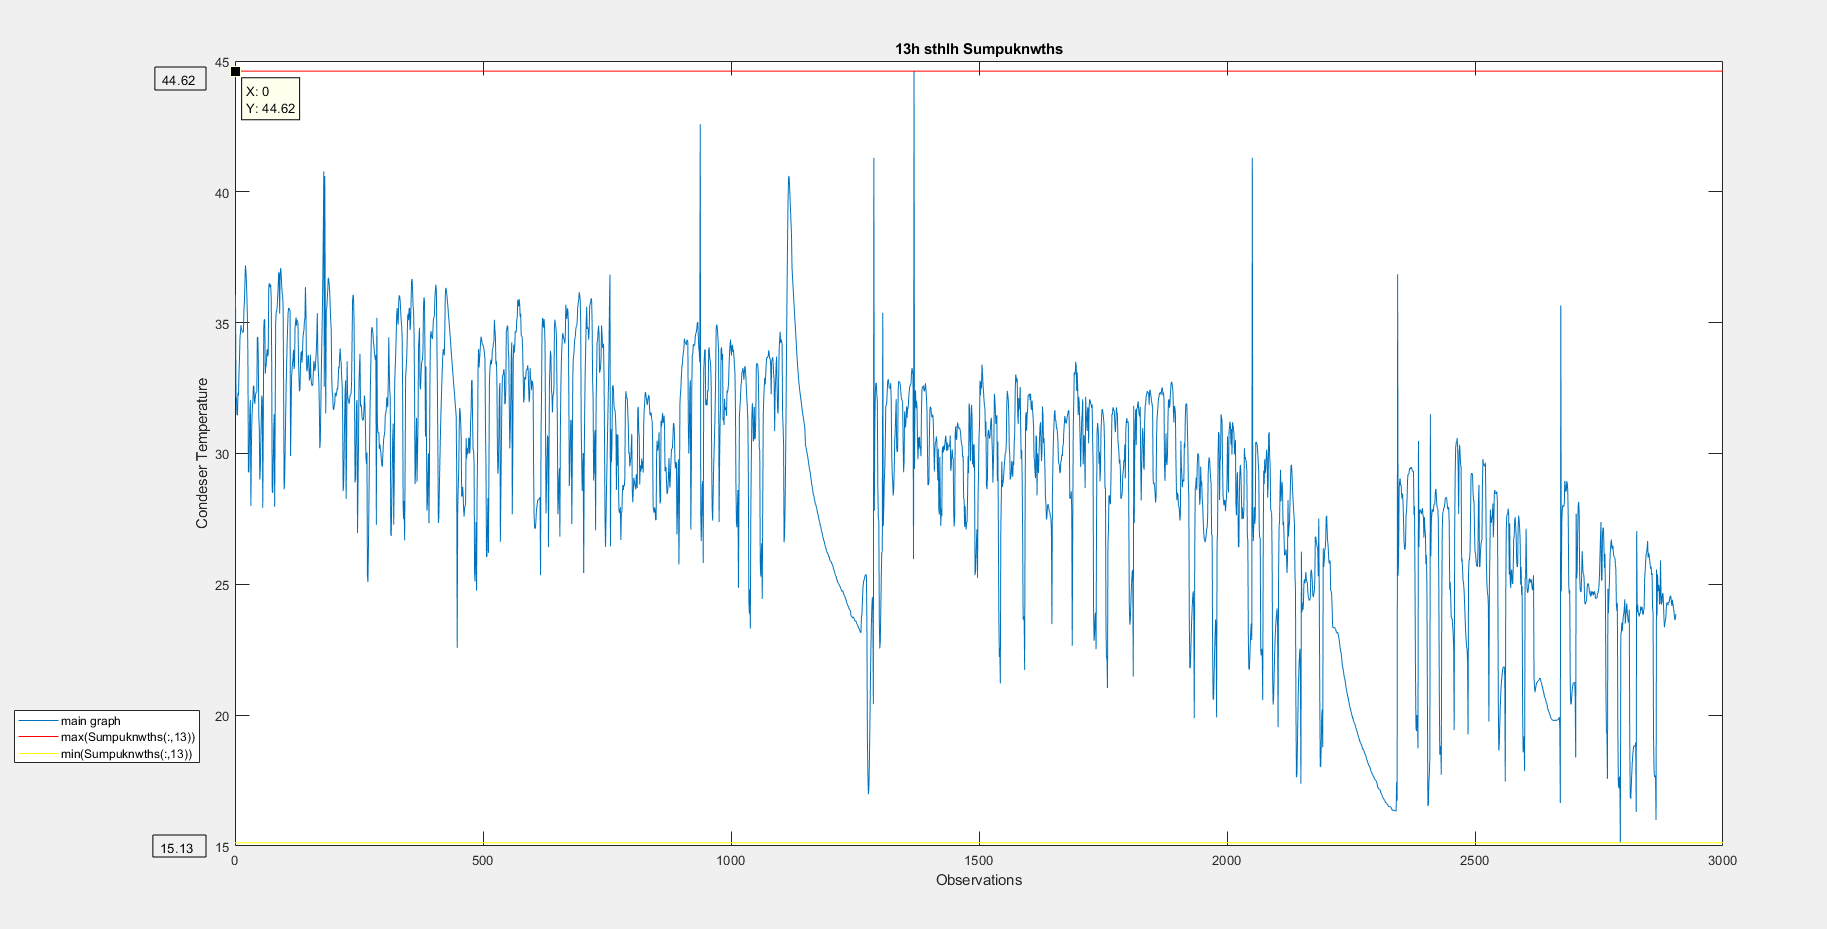 13h sthlh Sumpuknwths
45
44.62
X: 0
Y: 44.62
40
35
30
25
20
15
15.13
Condeser Temperature
main graph
max(Sumpuknwths(:,13))
min(Sumpuknwths(:,13))
0
500
1000
1500
2000
2500
3000
Observations